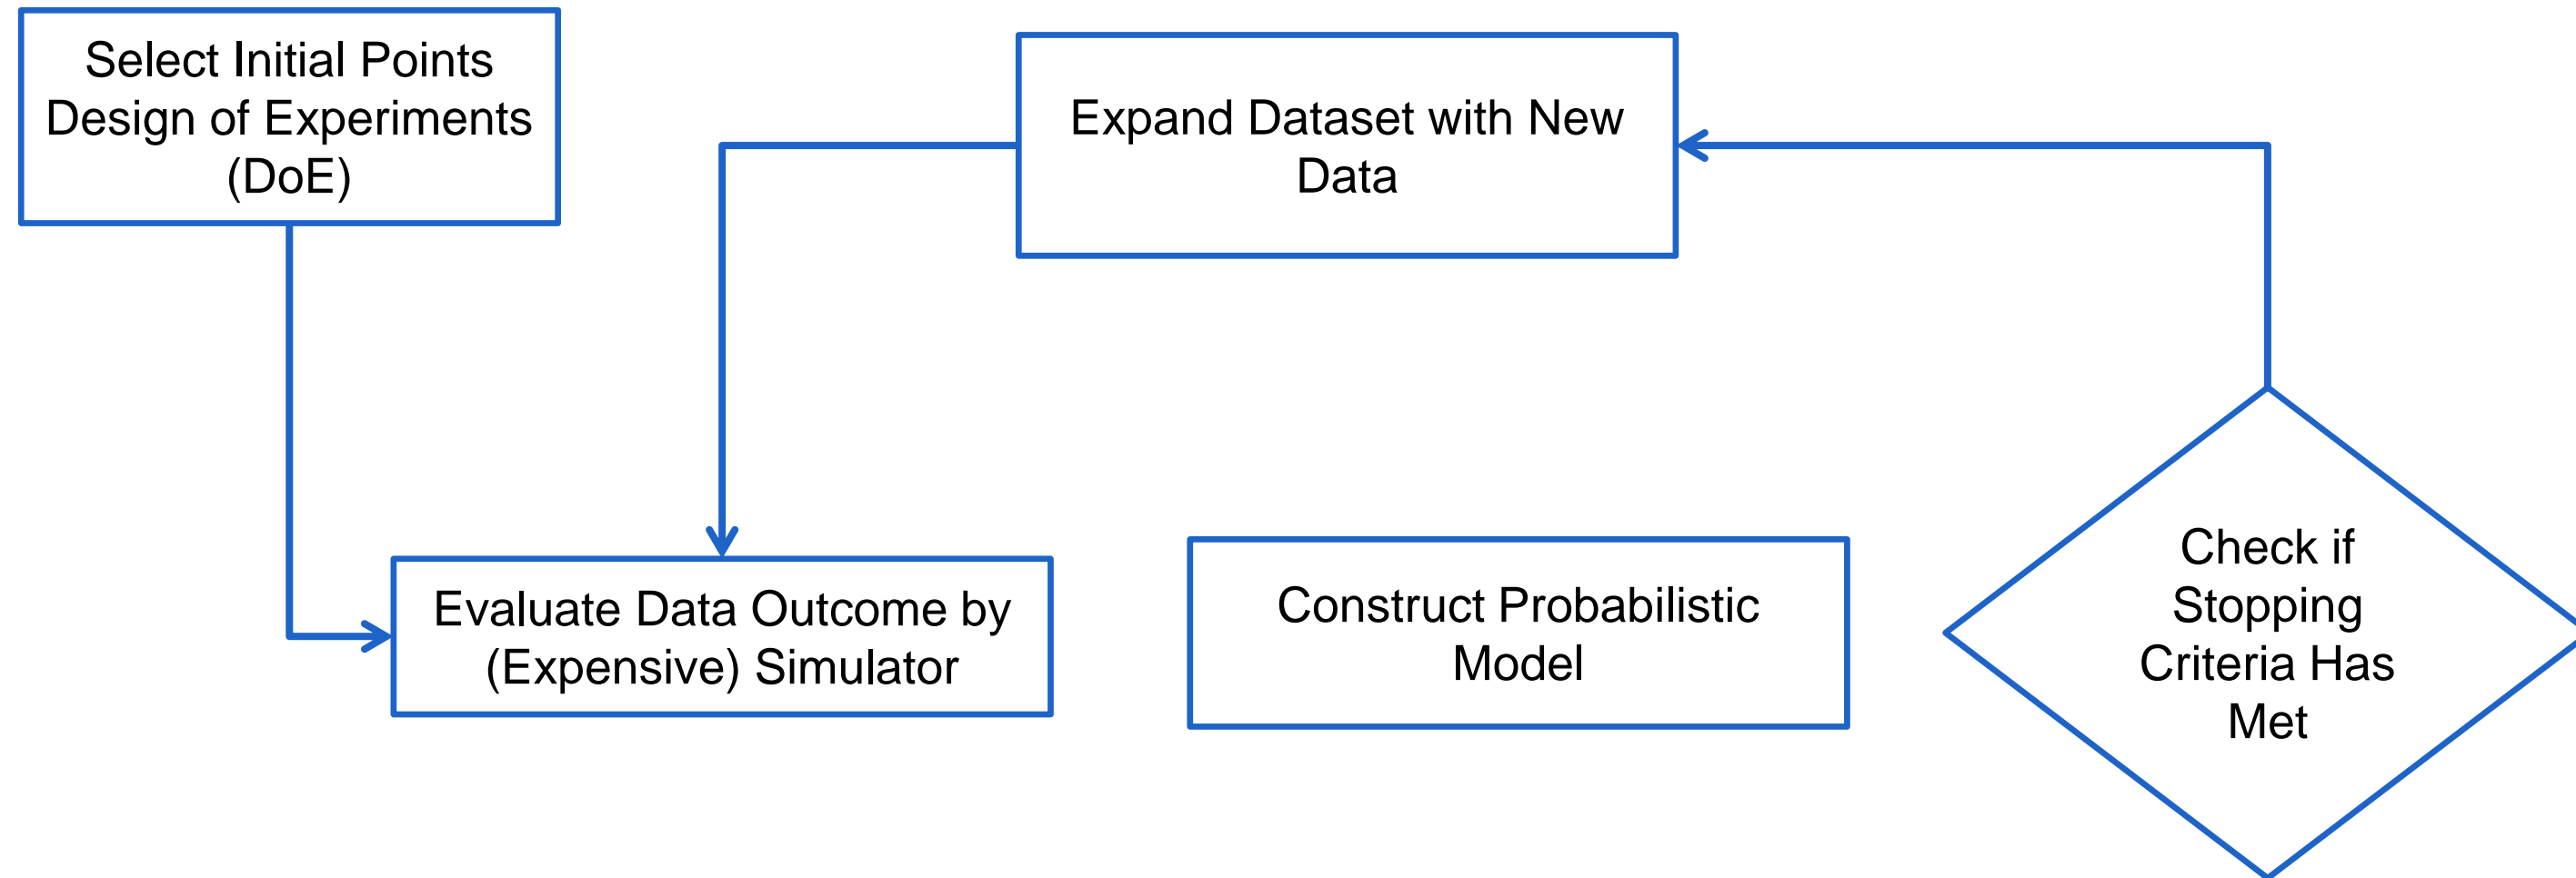 Select Initial Points
Design of Experiments
(DoE)
Expand Dataset with New
Data
Evaluate Data Outcome by
(Expensive) Simulator
Construct Probabilistic
Model
Check if
Stopping
Criteria Has
Met